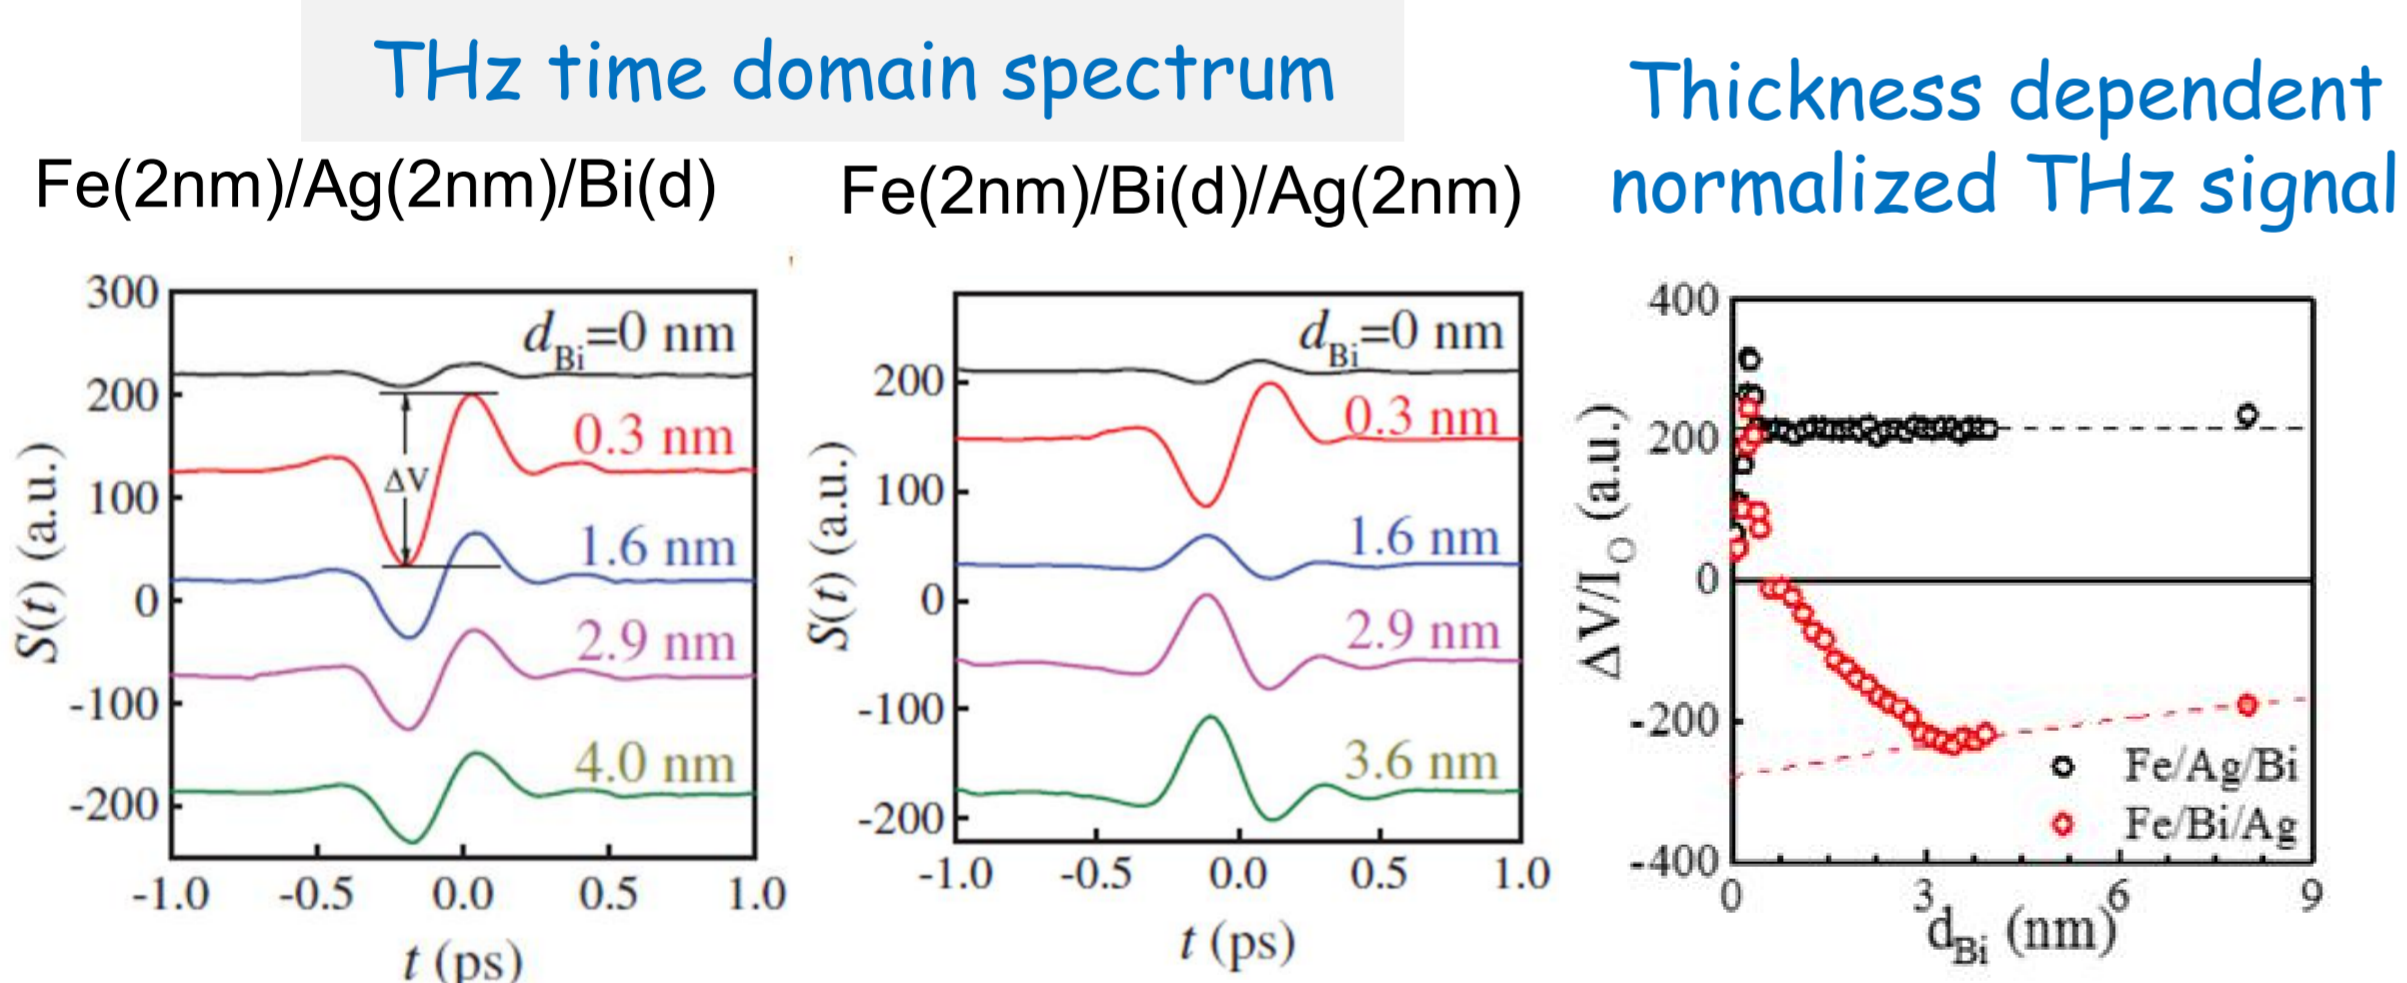 THz time domain spectrum
Thickness dependent
normalized THz signal
Fe(2nm)/Ag(2nm)/Bi(d)
Fe(2nm)/Bi(d)/Ag(2nm)
300
200
100
0
-100
-200
S(t) (a.u.)
dBi=0 nm
0.3 nm
ΔV
1.6 nm
2.9 nm
4.0 nm
-1.0 -0.5 0.0 0.5 1.0
t (ps)
200
100
0
-100
-200
S(t) (a.u.)
dBi=0 nm
0.3 nm
1.6 nm
2.9 nm
3.6 nm
-1.0 -0.5 0.0 0.5 1.0
t (ps)
400
200
0
-200
-400
ΔV/IO (a.u.)
Fe/Ag/Bi
Fe/Bi/Ag
0 3 6 9
dBi (nm)